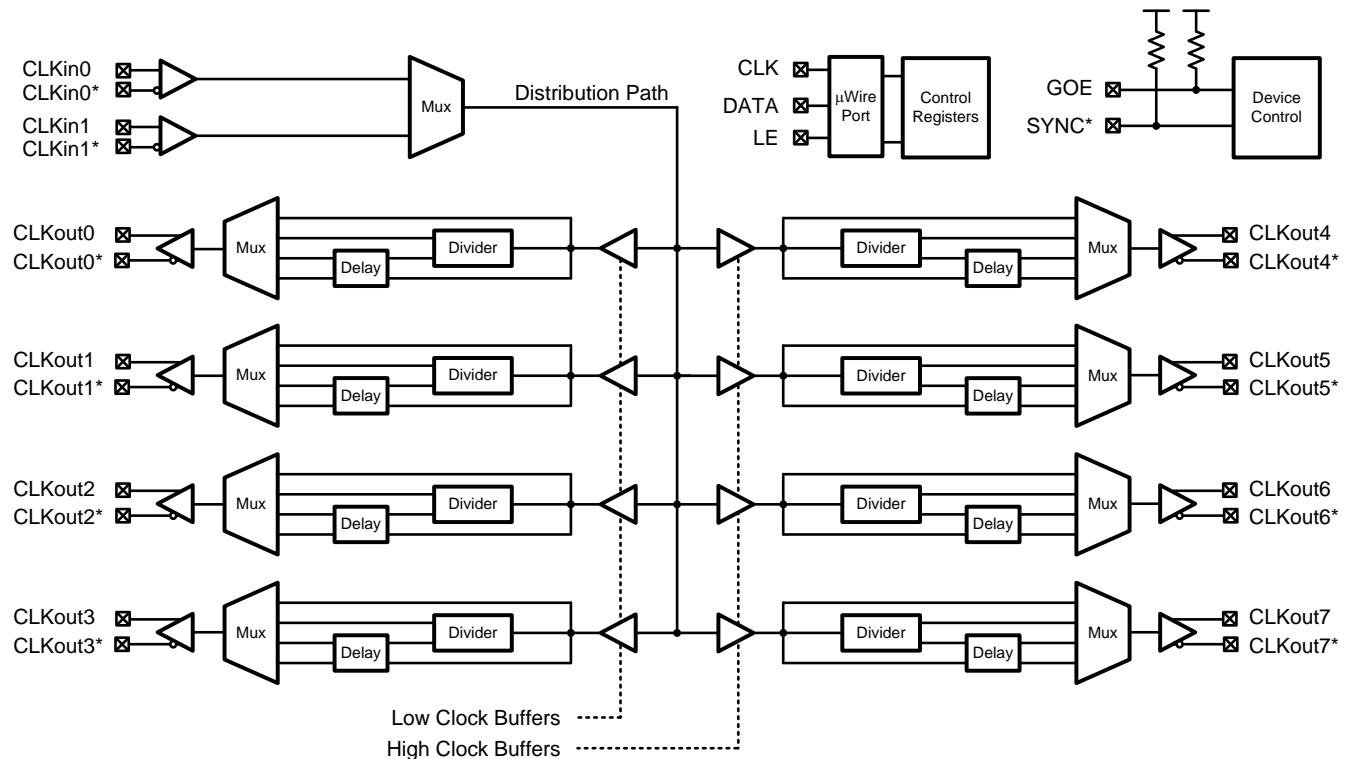 CLKin0
CLKin0*
CLKin1
CLKin1*
Mux
Distribution Path
CLK
DATA
LE
μWire
Port
Control
Registers
GOE
SYNC*
Device
Control
CLKout0
CLKout0*
Mux
Delay
Divider
Divider
Delay
Mux
CLKout4
CLKout4*
CLKout1
CLKout1*
Mux
Delay
Divider
Divider
Delay
Mux
CLKout5
CLKout5*
CLKout2
CLKout2*
Mux
Delay
Divider
Divider
Delay
Mux
CLKout6
CLKout6*
CLKout3
CLKout3*
Mux
Delay
Divider
Divider
Delay
Mux
CLKout7
CLKout7*
Low Clock Buffers
High Clock Buffers